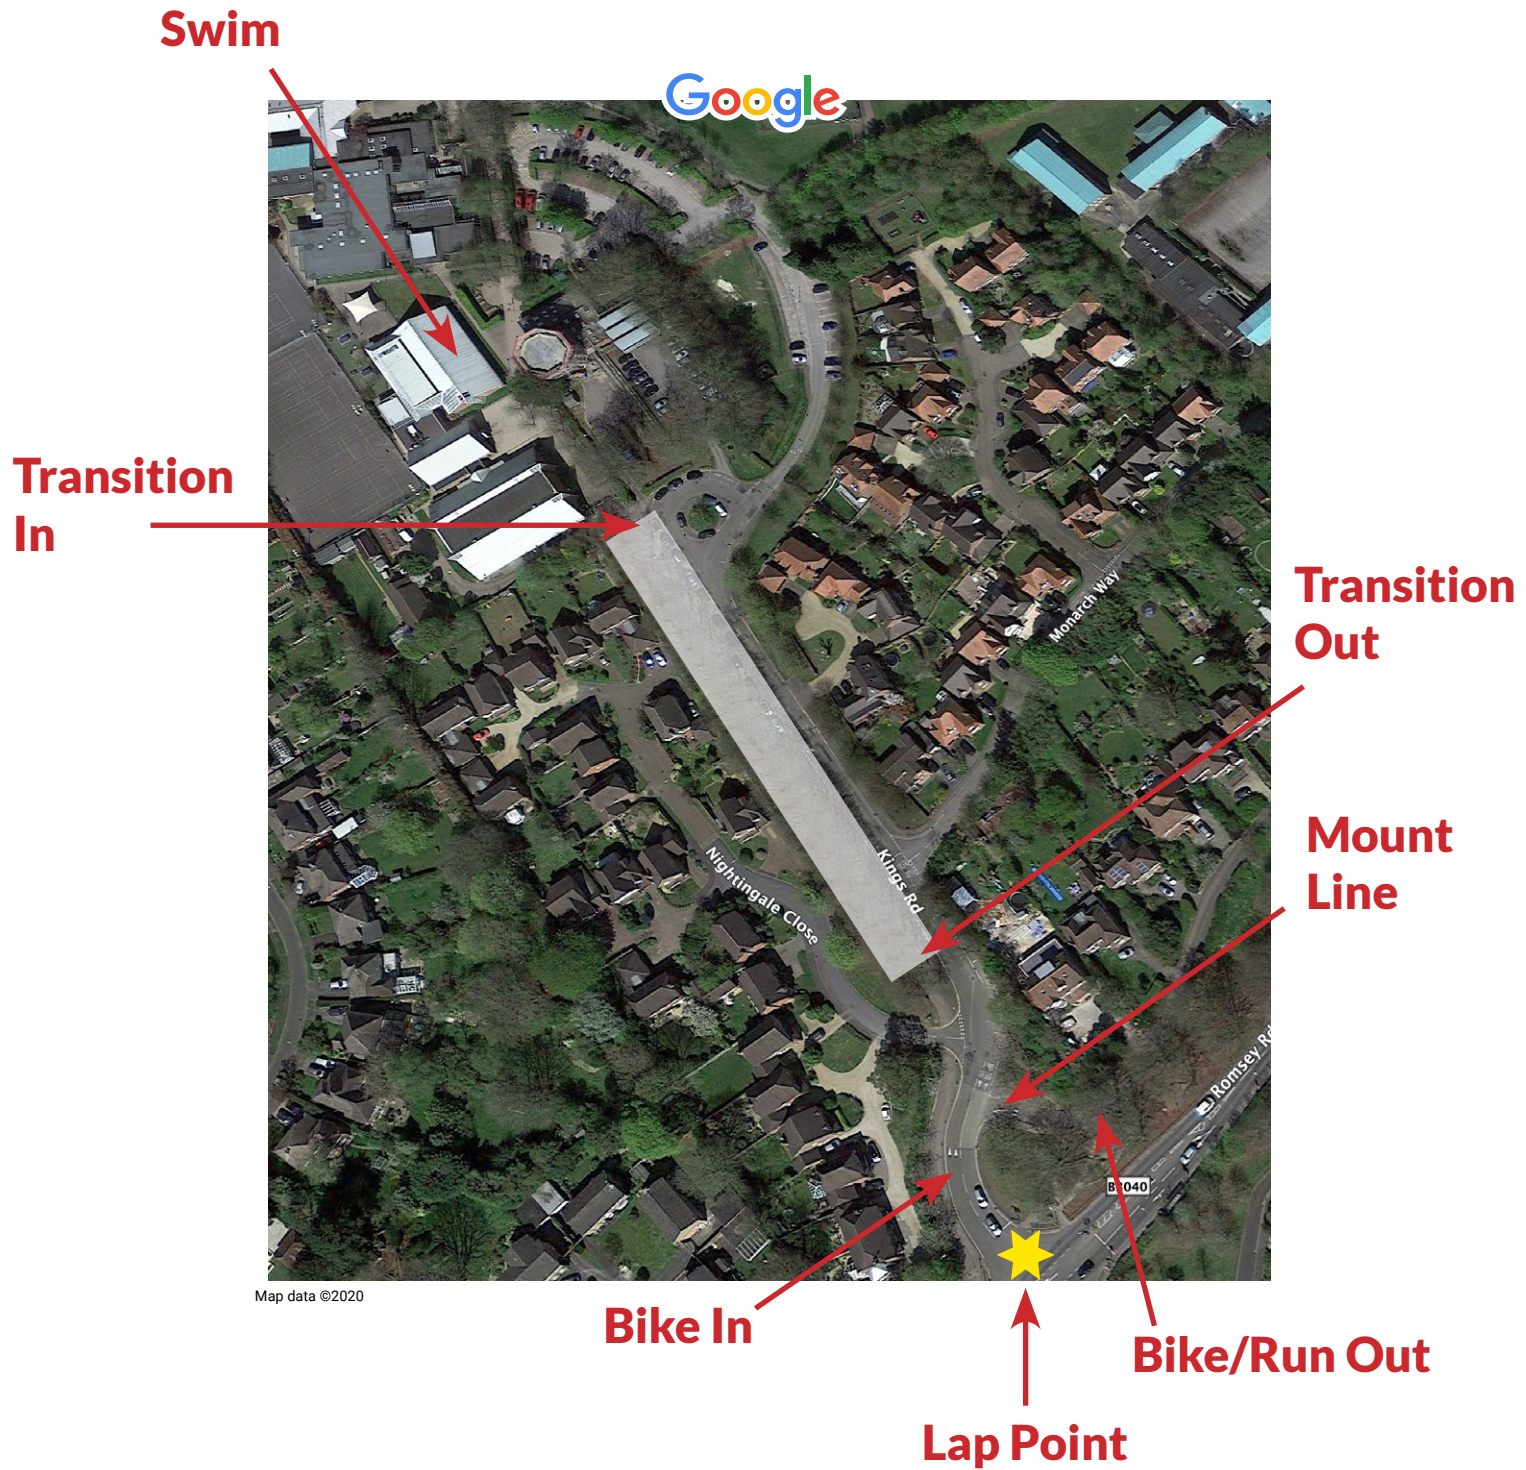 Swim
Google
Transition
In
Transition
Out
Monarch Way
Mount
Line
Kings Rd
Nightingale Close
Romsey Rd
B3040
Map data ©2020
Bike In
Bike/Run Out
Lap Point